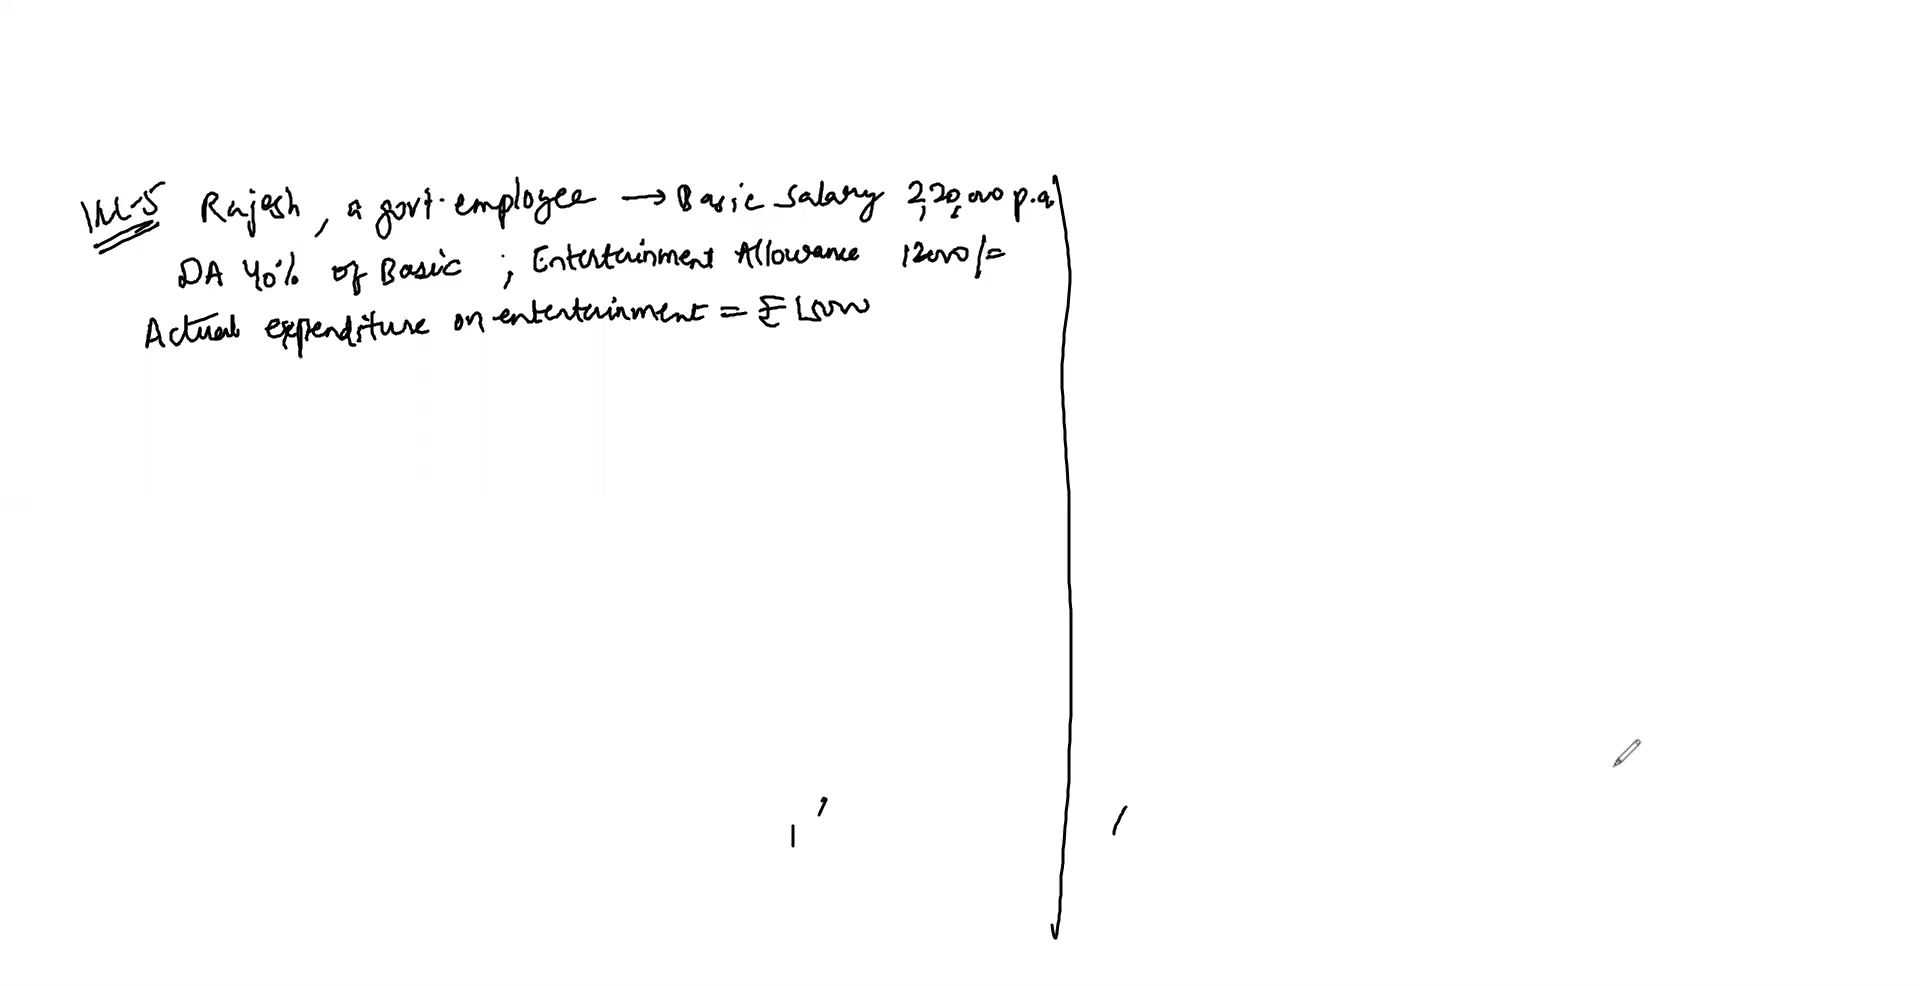 Ill-5 Rajesh, a govt. employee → Basic Salary 2,20,000 p.a
DA 40% of Basic ; Entertainment Allowance 12000/=
Actual expenditure on entertainment = ₹